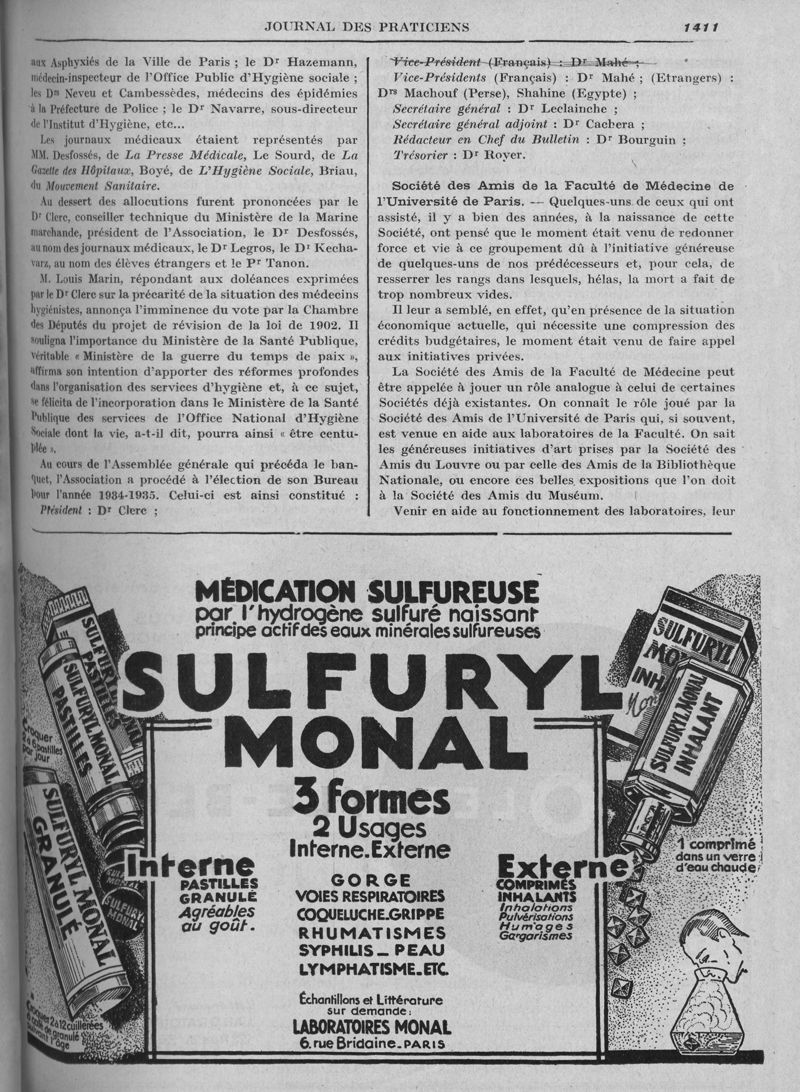 JOURNAL DES PRATICIENS
1411
aux Asphyxiés de la Ville de Paris ; le Dr Hazemann,
médecin-inspecteur de l'Office Public d'Hygiène sociale ;
les Drs Neveu et Cambessèdes, médecins des épidémies
à la Préfecture de Police ; le Dr Navarre, sous-directeur
de l'Institut d'Hygiène, etc...
Les journaux médicaux étaient représentés par
MM. Desfossés, de La Presse Médicale, Le Sourd, de La
Gazette des Hôpitaux, Boyé, de L'Hygiène Sociale, Briau,
du Mouvement Sanitaire.
Au dessert des allocutions furent prononcées par le
Dr Clerc, conseiller technique du Ministère de la Marine
marchande, président de l'Association, le Dr Desfossés,
au nom des journaux médicaux, le Dr Legros, le Dr Kecha-
varz, au nom des élèves étrangers et le Pr Tanon.
M. Louis Marin, répondant aux doléances exprimées
par le Dr Clerc sur la précarité de la situation des médecins
hygiénistes, annonça l'imminence du vote par la Chambre
des Députés du projet de révision de la loi de 1902. Il
souligna l'importance du Ministère de la Santé Publique,
véritable « Ministère de la guerre du temps de paix »,
affirma son intention d'apporter des réformes profondes
dans l'organisation des services d'hygiène et, à ce sujet,
se félicita de l'incorporation dans le Ministère de la Santé
Publique des services de l'Office National d'Hygiène
Sociale dont la vie, a-t-il dit, pourra ainsi « être centu-
plée ».
Au cours de l'Assemblée générale qui précéda le ban-
quet, l'Association a procédé à l'élection de son Bureau
pour l'année 1934-1935. Celui-ci est ainsi constitué :
Président : Dr Clerc ;
Vice-Président (Français) : Dr Mahé ;
Vice-Présidents (Français) : Dr Mahé ; (Etrangers) :
Drs Machouf (Perse), Shahine (Egypte) ;
Secrétaire général : Dr Leclainche ;
Secrétaire général adjoint : Dr Cachera ;
Rédacteur en Chef du Bulletin : Dr Bourguin ;
Trésorier : Dr Royer.
Société des Amis de la Faculté de Médecine de
l'Université de Paris. — Quelques-uns de ceux qui ont
assisté, il y a bien des années, à la naissance de cette
Société, ont pensé que le moment était venu de redonner
force et vie à ce groupement dû à l'initiative généreuse
de quelques-uns de nos prédécesseurs et, pour cela, de
resserrer les rangs dans lesquels, hélas, la mort a fait de
trop nombreux vides.
Il leur a semblé, en effet, qu'en présence de la situation
économique actuelle, qui nécessite une compression des
crédits budgétaires, le moment était venu de faire appel
aux initiatives privées.
La Société des Amis de la Faculté de Médecine peut
être appelée à jouer un rôle analogue à celui de certaines
Sociétés déjà existantes. On connait le rôle joué par la
Société des Amis de l'Université de Paris qui, si souvent,
est venue en aide aux laboratoires de la Faculté. On sait
les généreuses initiatives d'art prises par la Société des
Amis du Louvre ou par celle des Amis de la Bibliothèque
Nationale, ou encore ces belles expositions que l'on doit
à la Société des Amis du Muséum.
Venir en aide au fonctionnement des laboratoires, leur
MÉDICATION SULFUREUSE
par l'hydrogène sulfuré naissant
principe actif des eaux minérales sulfureuses
SULFURYL
MONAL
3 formes
2 Usages
Interne_Externe
Interne
PASTILLES
GRANULÉ
Agréables
au goût.
GORGE
VOIES RESPIRATOIRES
COQUELUCHE_GRIPPE
RHUMATISMES
SYPHILIS _ PEAU
LYMPHATISME_ETC.
Externe
COMPRIMÉS
INHALANTS
Inhalations
Pulvérisations
Humages
Gargarismes
Échantillons et Littérature
sur demande:
LABORATOIRES MONAL
6. rue Bridaine_PARIS
SULFURYL
PASTILLES
SULFURYL MONAL
PASTILLES
Croquer
2 à 6 pastilles
par jour
SULFURYL MONAL
GRANULÉ
SULFURYL
MONAL
2 à 12 cuillérées
de granulé
l'âge
SULFURYL
MO
INH
SULFURYL MONAL
INHALANT
1 comprimé
dans un verre
d'eau chaude